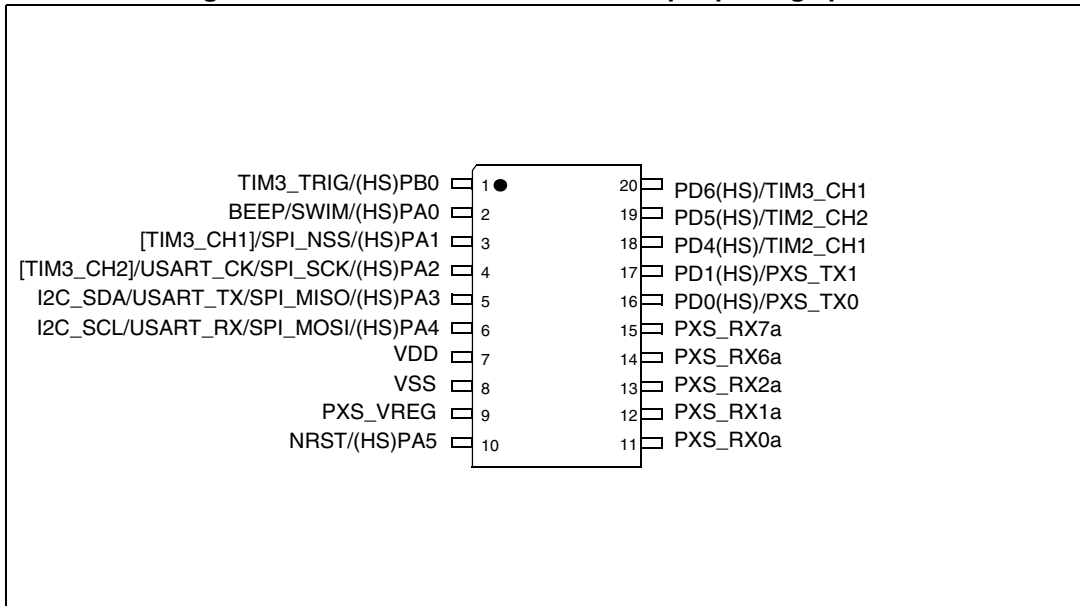 TIM3_TRIG/(HS)PB0 1 20 PD6(HS)/TIM3_CH1
BEEP/SWIM/(HS)PA0 2 19 PD5(HS)/TIM2_CH2
[TIM3_CH1]/SPI_NSS/(HS)PA1 3 18 PD4(HS)/TIM2_CH1
[TIM3_CH2]/USART_CK/SPI_SCK/(HS)PA2 4 17 PD1(HS)/PXS_TX1
I2C_SDA/USART_TX/SPI_MISO/(HS)PA3 5 16 PD0(HS)/PXS_TX0
I2C_SCL/USART_RX/SPI_MOSI/(HS)PA4 6 15 PXS_RX7a
VDD 7 14 PXS_RX6a
VSS 8 13 PXS_RX2a
PXS_VREG 9 12 PXS_RX1a
NRST/(HS)PA5 10 11 PXS_RX0a